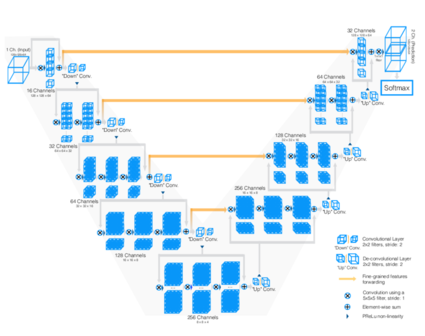 1 Ch. (Input)
32 Channels
2 Ch. (Prediction)
"Down" Conv.
16 Channels
64 Channels
Softmax
"Up" Conv.
"Down" Conv.
32 Channels
128 Channels
"Up" Conv.
"Down" Conv.
64 Channels
256 Channels
"Up" Conv.
"Down" Conv.
128 Channels
"Up" Conv.
256 Channels
"Down" Conv.
Convolutional Layer
2x2 filters, stride: 2
"Up" Conv.
De-convolutional Layer
2x2 filters, stride: 2
Fine-grained features
forwarding
Convolution using a
5x5x5 filter, stride: 1
Element-wise sum
PReLu non-linearity